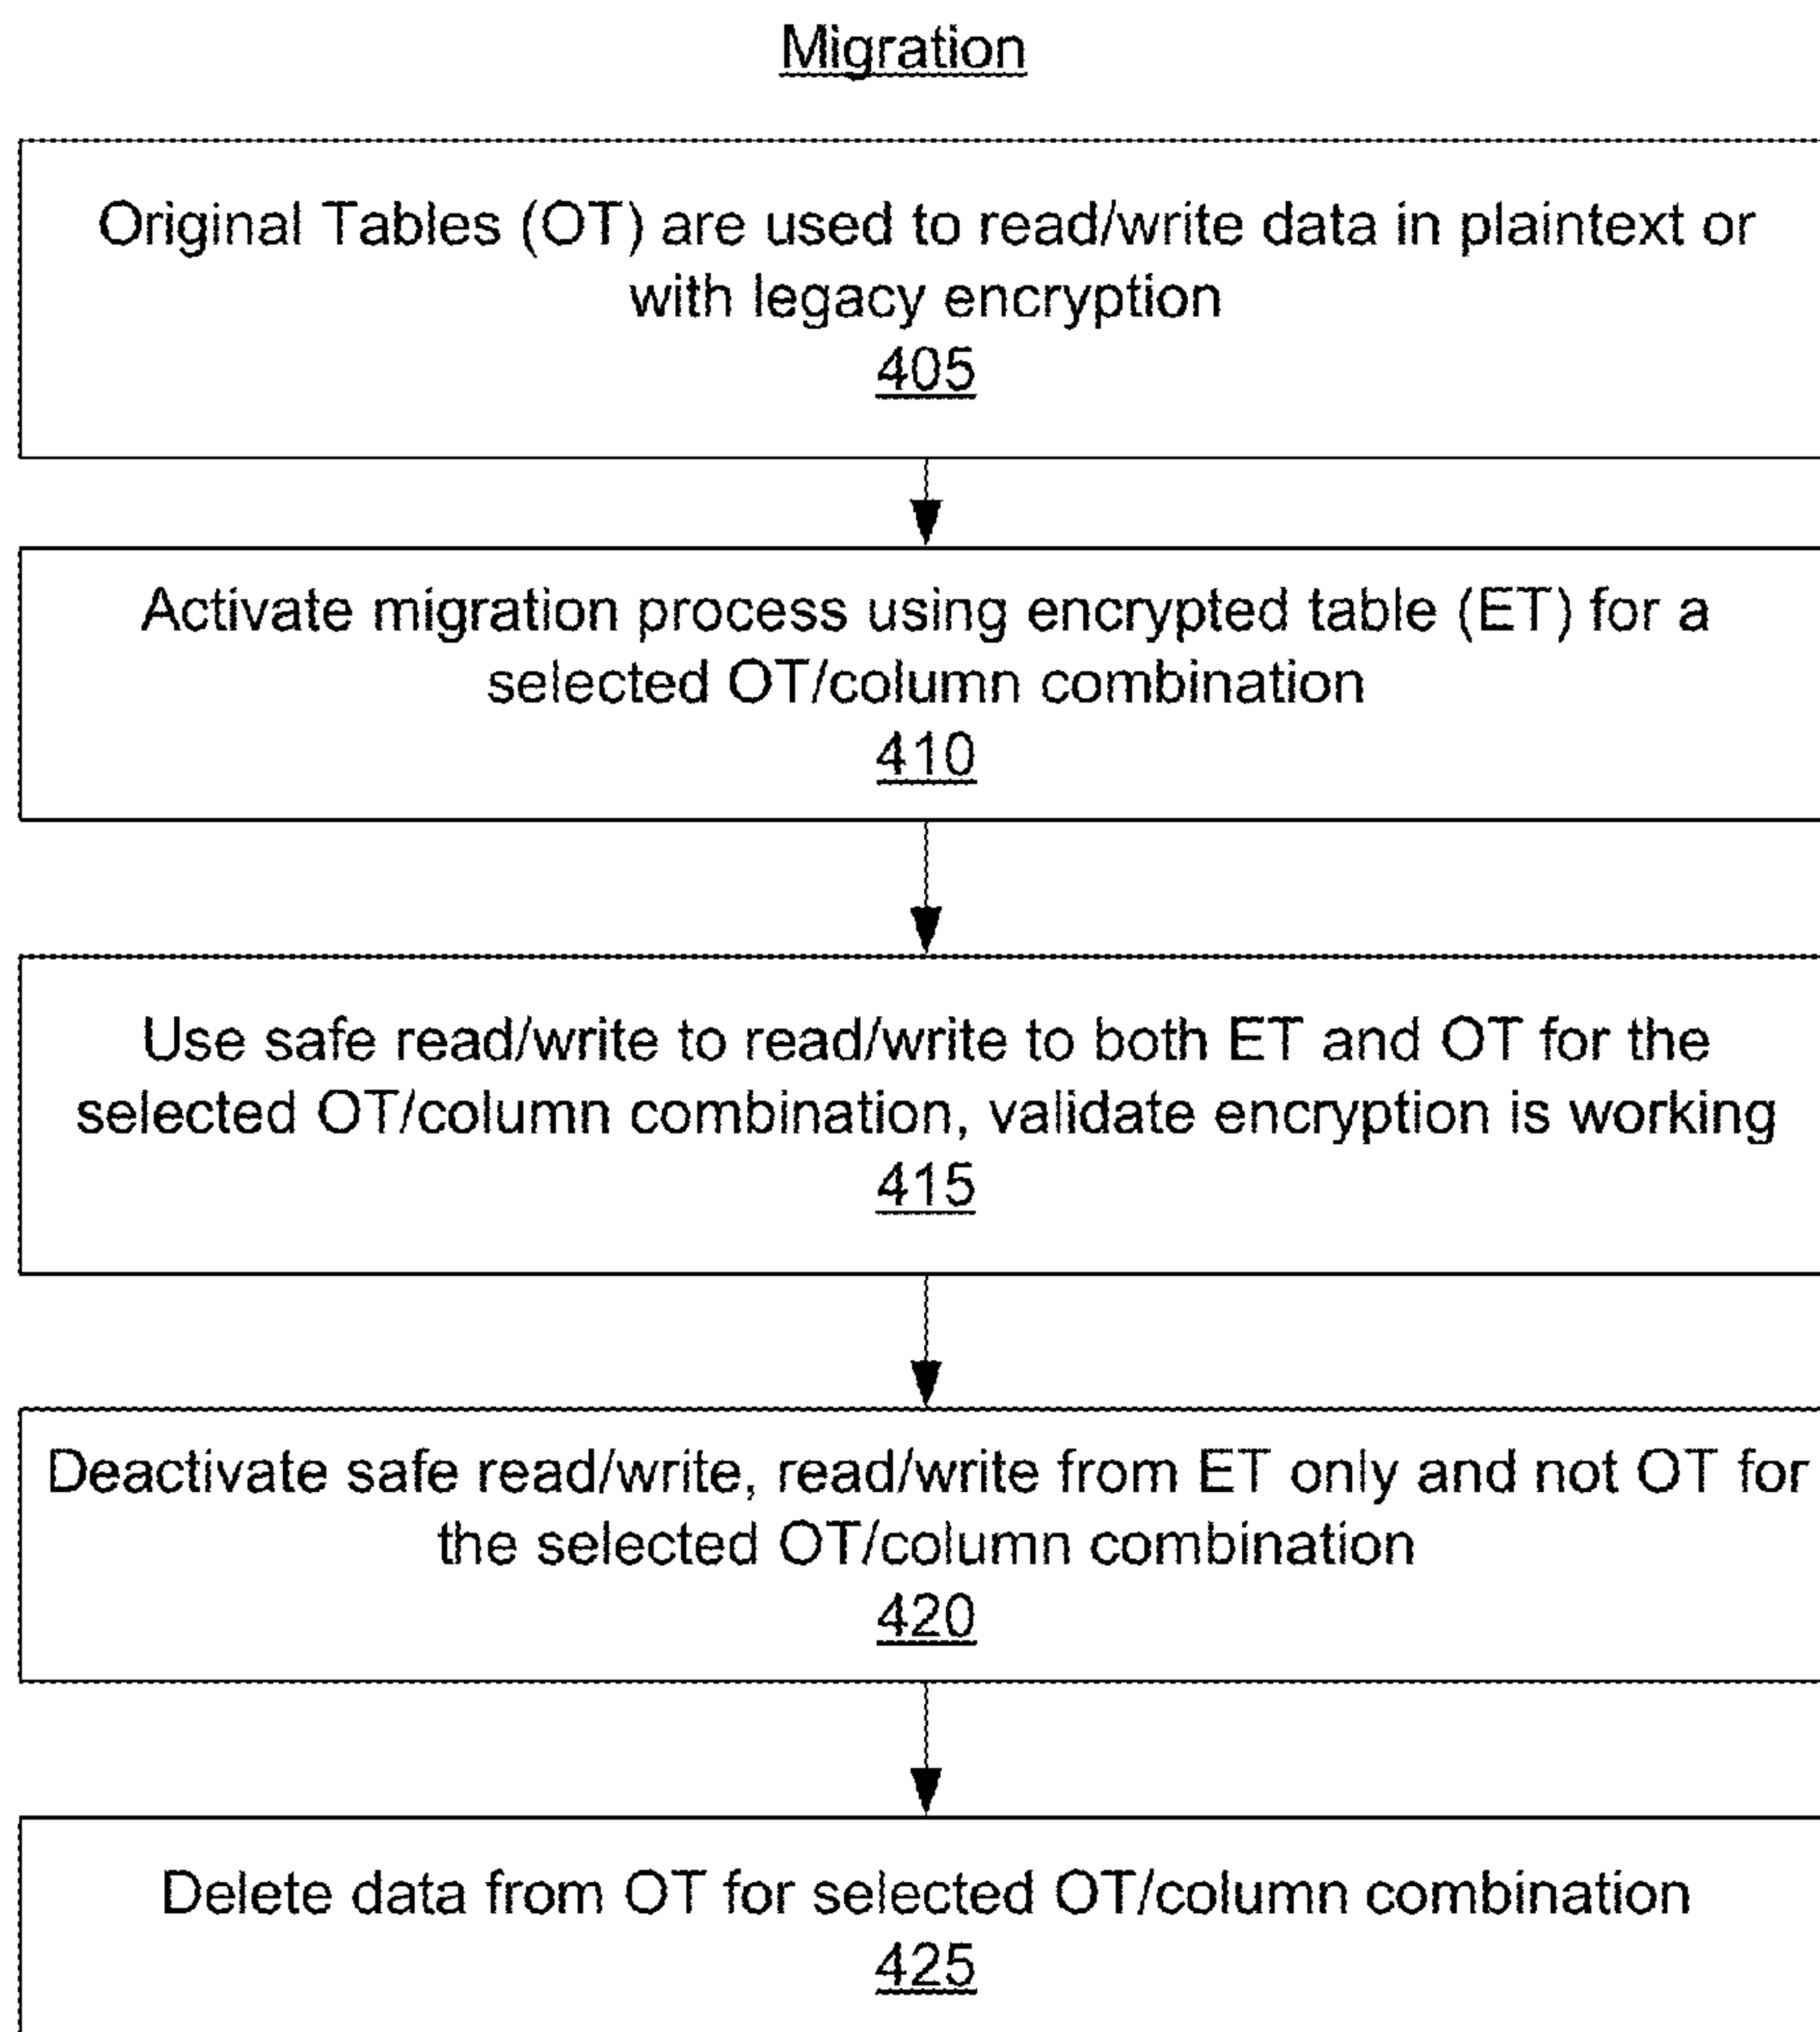 Migration
Original Tables (OT) are used to read/write data in plaintext or
with legacy encryption
405
Activate migration process using encrypted table (ET) for a
selected OT/column combination
410
Use safe read/write to read/write to both ET and OT for the
selected OT/column combination, validate encryption is working
415
Deactivate safe read/write, read/write from ET only and not OT for
the selected OT/column combination
420
Delete data from OT for selected OT/column combination
425